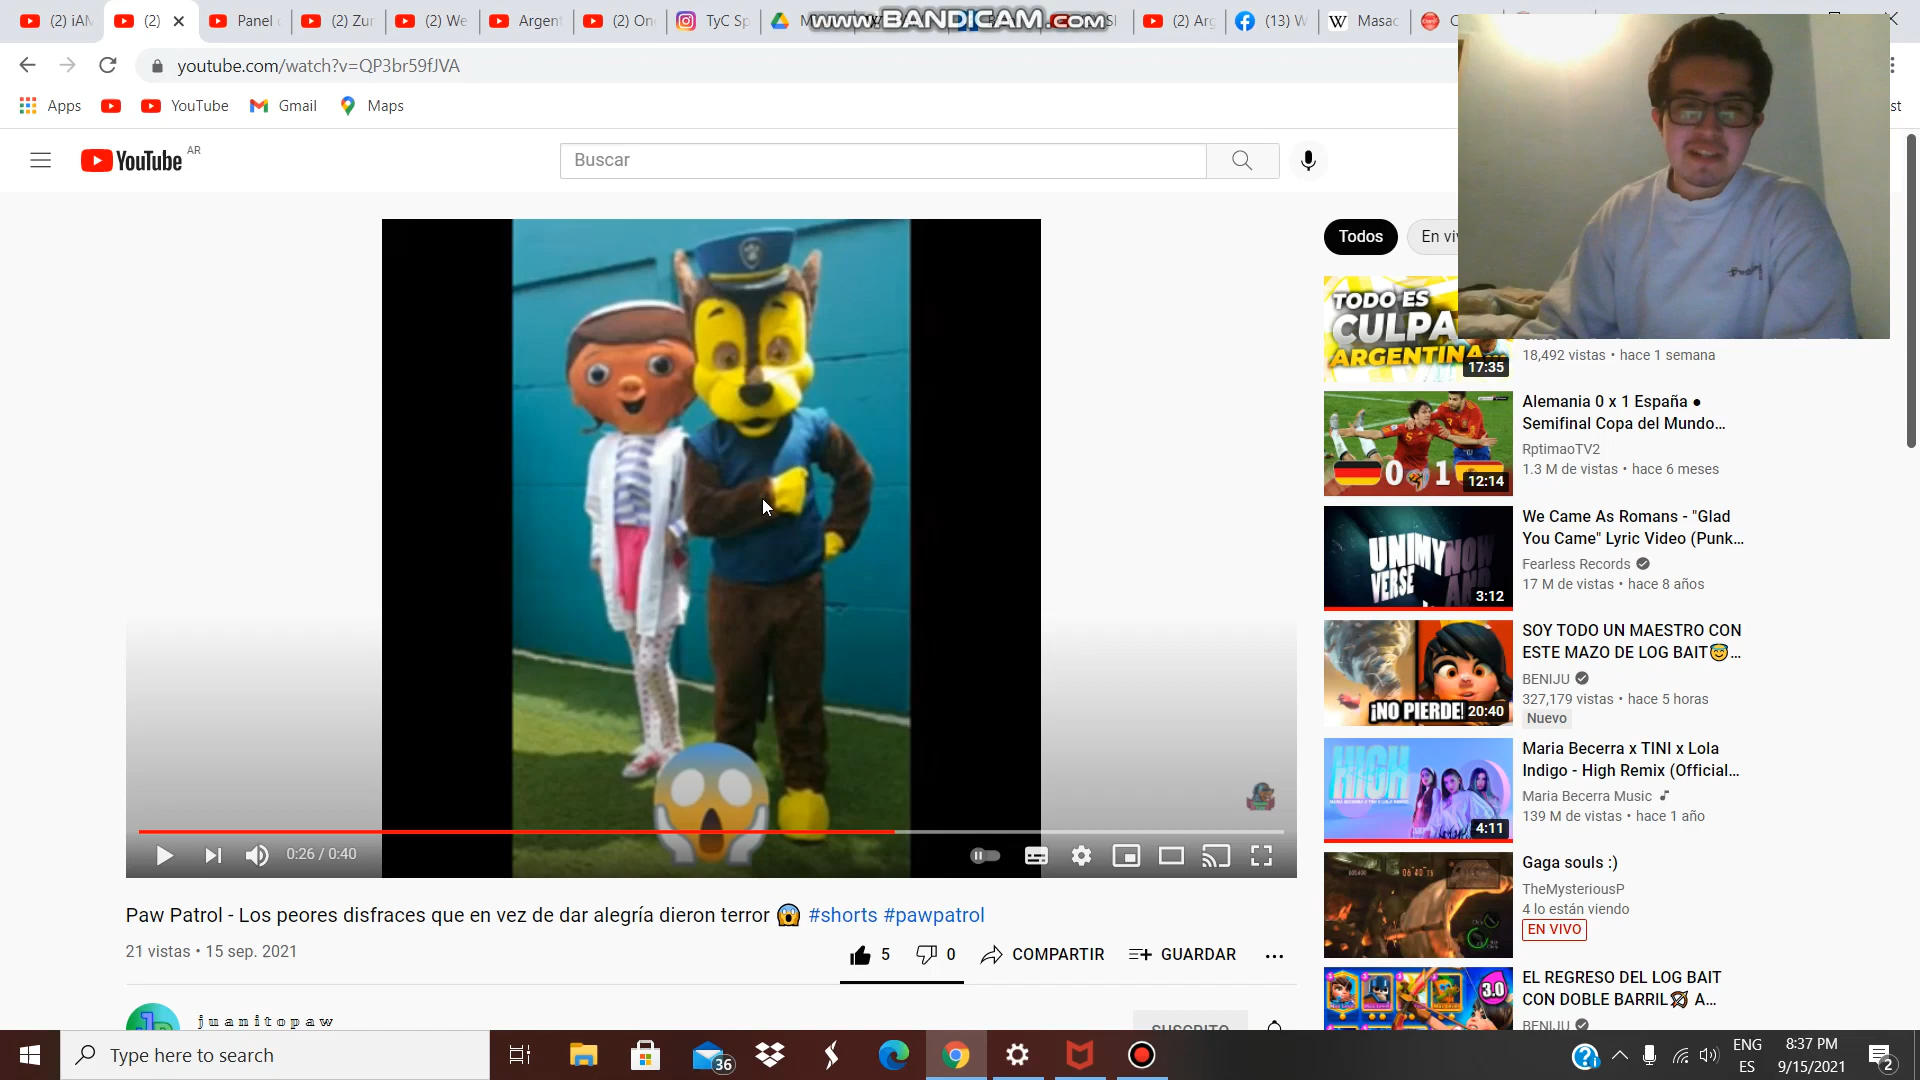 (2) iAM
(2)
Panel
(2) Zur
(2) We
Argent
(2) On
TyC Sp
www.BANDICAM.com
(2) Arg
(13) W
W
Masac
youtube.com/watch?v=QP3br59fJVA
Apps
YouTube
Gmail
Maps
st
YouTube
AR
Buscar
Todos
En vi
TODO ES
CULPA
ARGENTINA
17:35
18,492 vistas • hace 1 semana
Alemania 0 x 1 España ●
Semifinal Copa del Mundo...
RptimaoTV2
1.3 M de vistas • hace 6 meses
0 1
12:14
We Came As Romans - "Glad
You Came" Lyric Video (Punk...
Fearless Records
17 M de vistas • hace 8 años
3:12
SOY TODO UN MAESTRO CON
ESTE MAZO DE LOG BAIT😇...
BENIJU
327,179 vistas • hace 5 horas
Nuevo
¡NO PIERDE!
20:40
Maria Becerra x TINI x Lola
Indigo - High Remix (Official...
Maria Becerra Music
139 M de vistas • hace 1 año
HIGH
4:11
Gaga souls :)
TheMysteriousP
4 lo están viendo
EN VIVO
EL REGRESO DEL LOG BAIT
CON DOBLE BARRIL🏹 A...
BENIJU
3.0
0:26 / 0:40
Paw Patrol - Los peores disfraces que en vez de dar alegría dieron terror 😱 #shorts #pawpatrol
21 vistas • 15 sep. 2021
5
0
COMPARTIR
GUARDAR
juanitopaw
SUSCRITO
Type here to search
36
ENG
ES
8:37 PM
9/15/2021
2